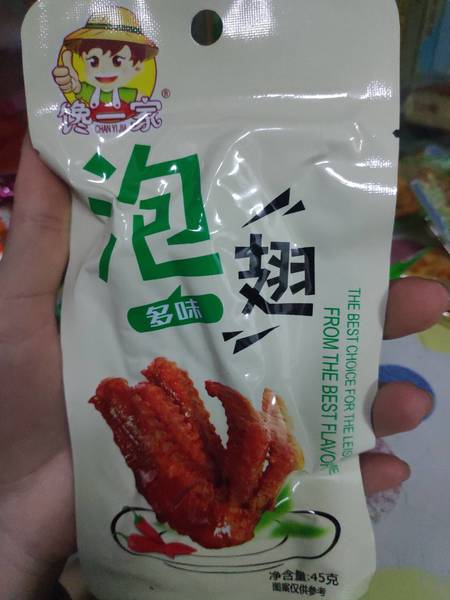 馋一家
®
CHAN YI JIA
泡
翅
多味
THE BEST CHOICE FOR THE LEIS
FROM THE BEST FLAVO
净含量:45克
图案仅供参考